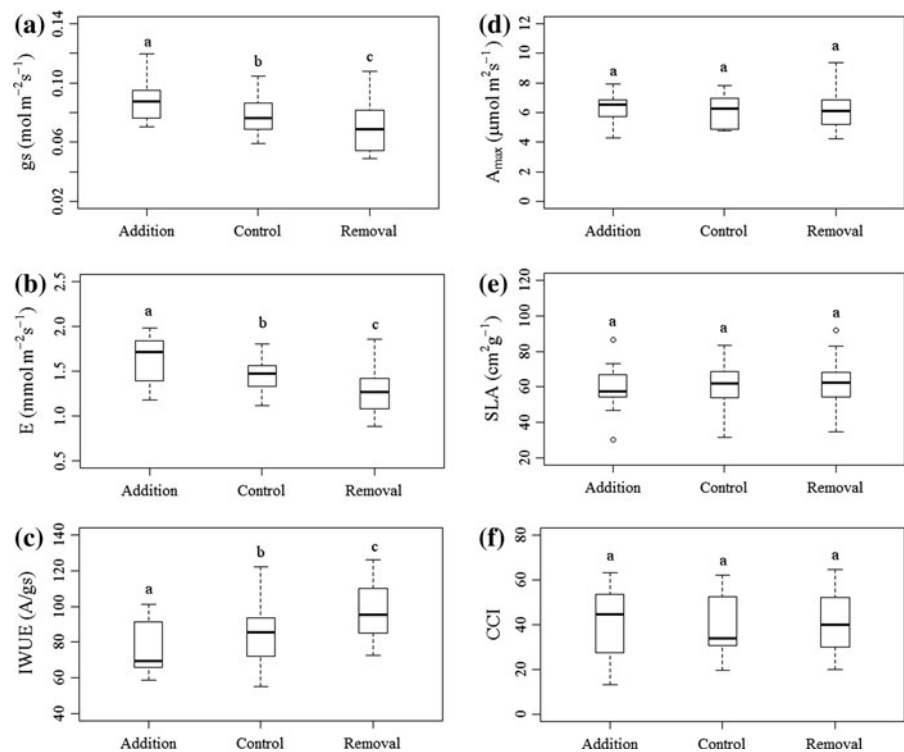 (a)
gs (mol m⁻²s⁻¹)
0.02 0.06 0.10 0.14
a b c
Addition Control Removal
(b)
E (mmol m⁻²s⁻¹)
0.5 1.0 1.5 2.0 2.5
a b c
Addition Control Removal
(c)
IWUE (A/gs)
40 60 80 100 120 140
a b c
Addition Control Removal
(d)
Amax (μmol m²s⁻¹)
0 2 4 6 8 10 12
a a a
Addition Control Removal
(e)
SLA (cm²g⁻¹)
20 40 60 80 100 120
a a a
Addition Control Removal
(f)
CCI
0 20 40 60 80
a a a
Addition Control Removal